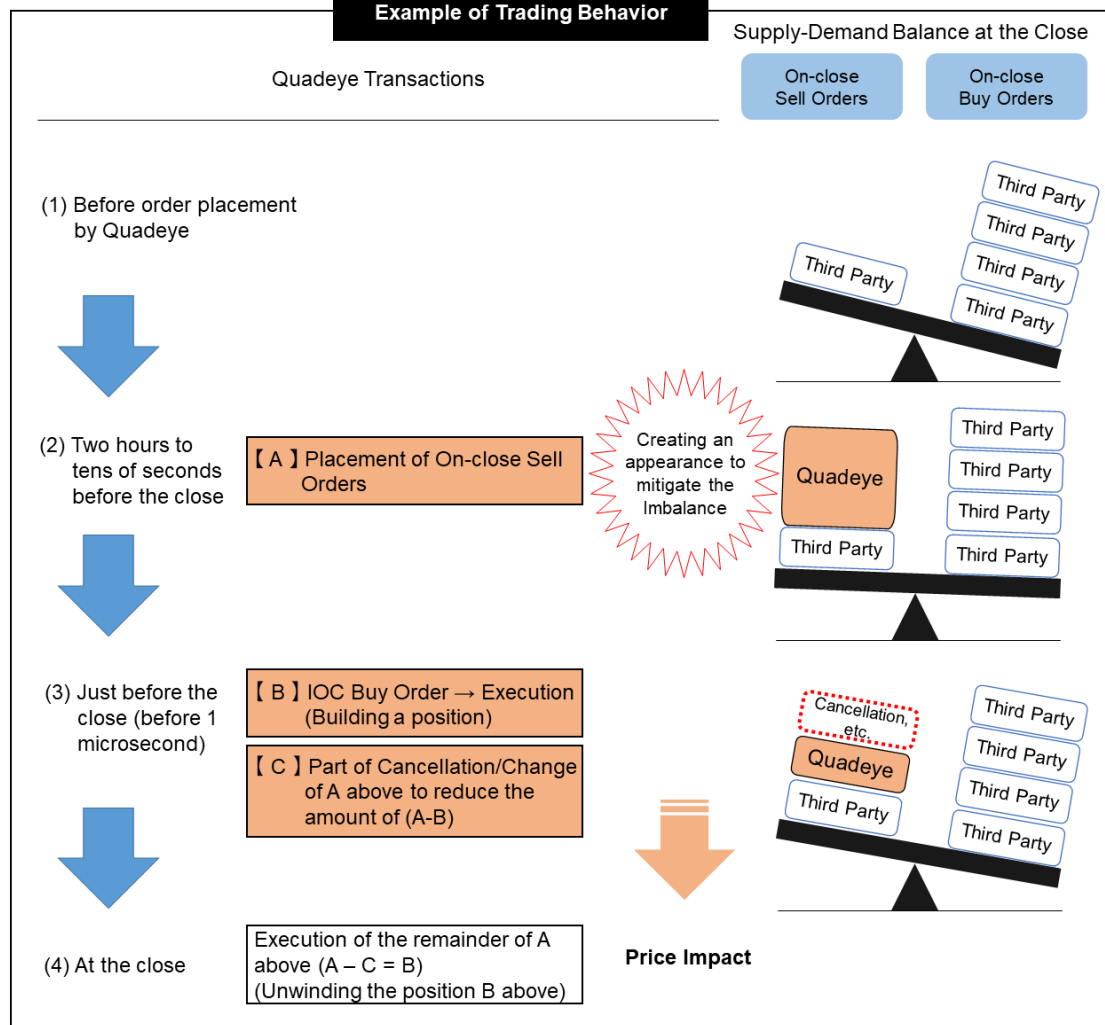 Example of Trading Behavior
Supply-Demand Balance at the Close
Quadeye Transactions
On-close
Sell Orders
On-close
Buy Orders
(1) Before order placement
by Quadeye
Third Party
Third Party
Third Party
Third Party
Third Party
(2) Two hours to
tens of seconds
before the close
【A】Placement of On-close Sell
Orders
Creating an
appearance to
mitigate the
Imbalance
Quadeye
Third Party
Third Party
Third Party
Third Party
Third Party
(3) Just before the
close (before 1
microsecond)
【B】IOC Buy Order → Execution
(Building a position)
【C】Part of Cancellation/Change
of A above to reduce the
amount of (A-B)
Cancellation,
etc.
Quadeye
Third Party
Third Party
Third Party
Third Party
Third Party
(4) At the close
Execution of the remainder of A
above (A – C = B)
(Unwinding the position B above)
Price Impact